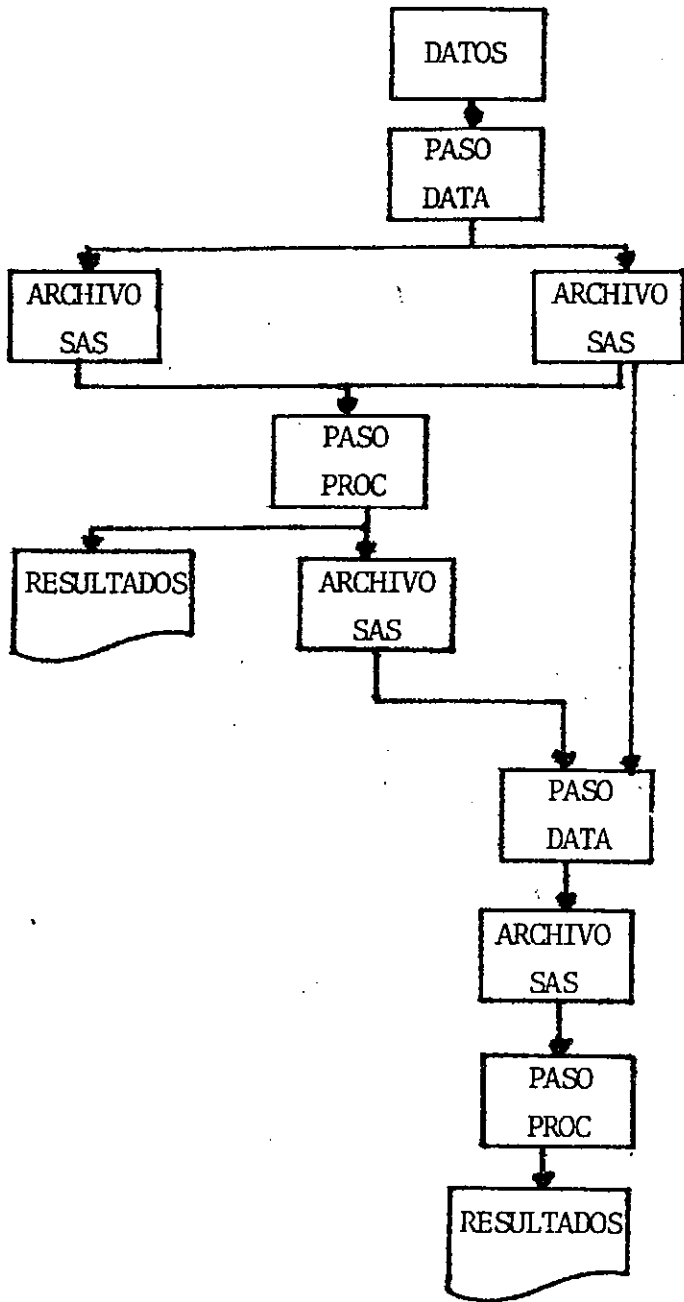 DATOS
PASO
DATA
ARCHIVO
SAS
ARCHIVO
SAS
PASO
PROC
RESULTADOS
ARCHIVO
SAS
PASO
DATA
ARCHIVO
SAS
PASO
PROC
RESULTADOS